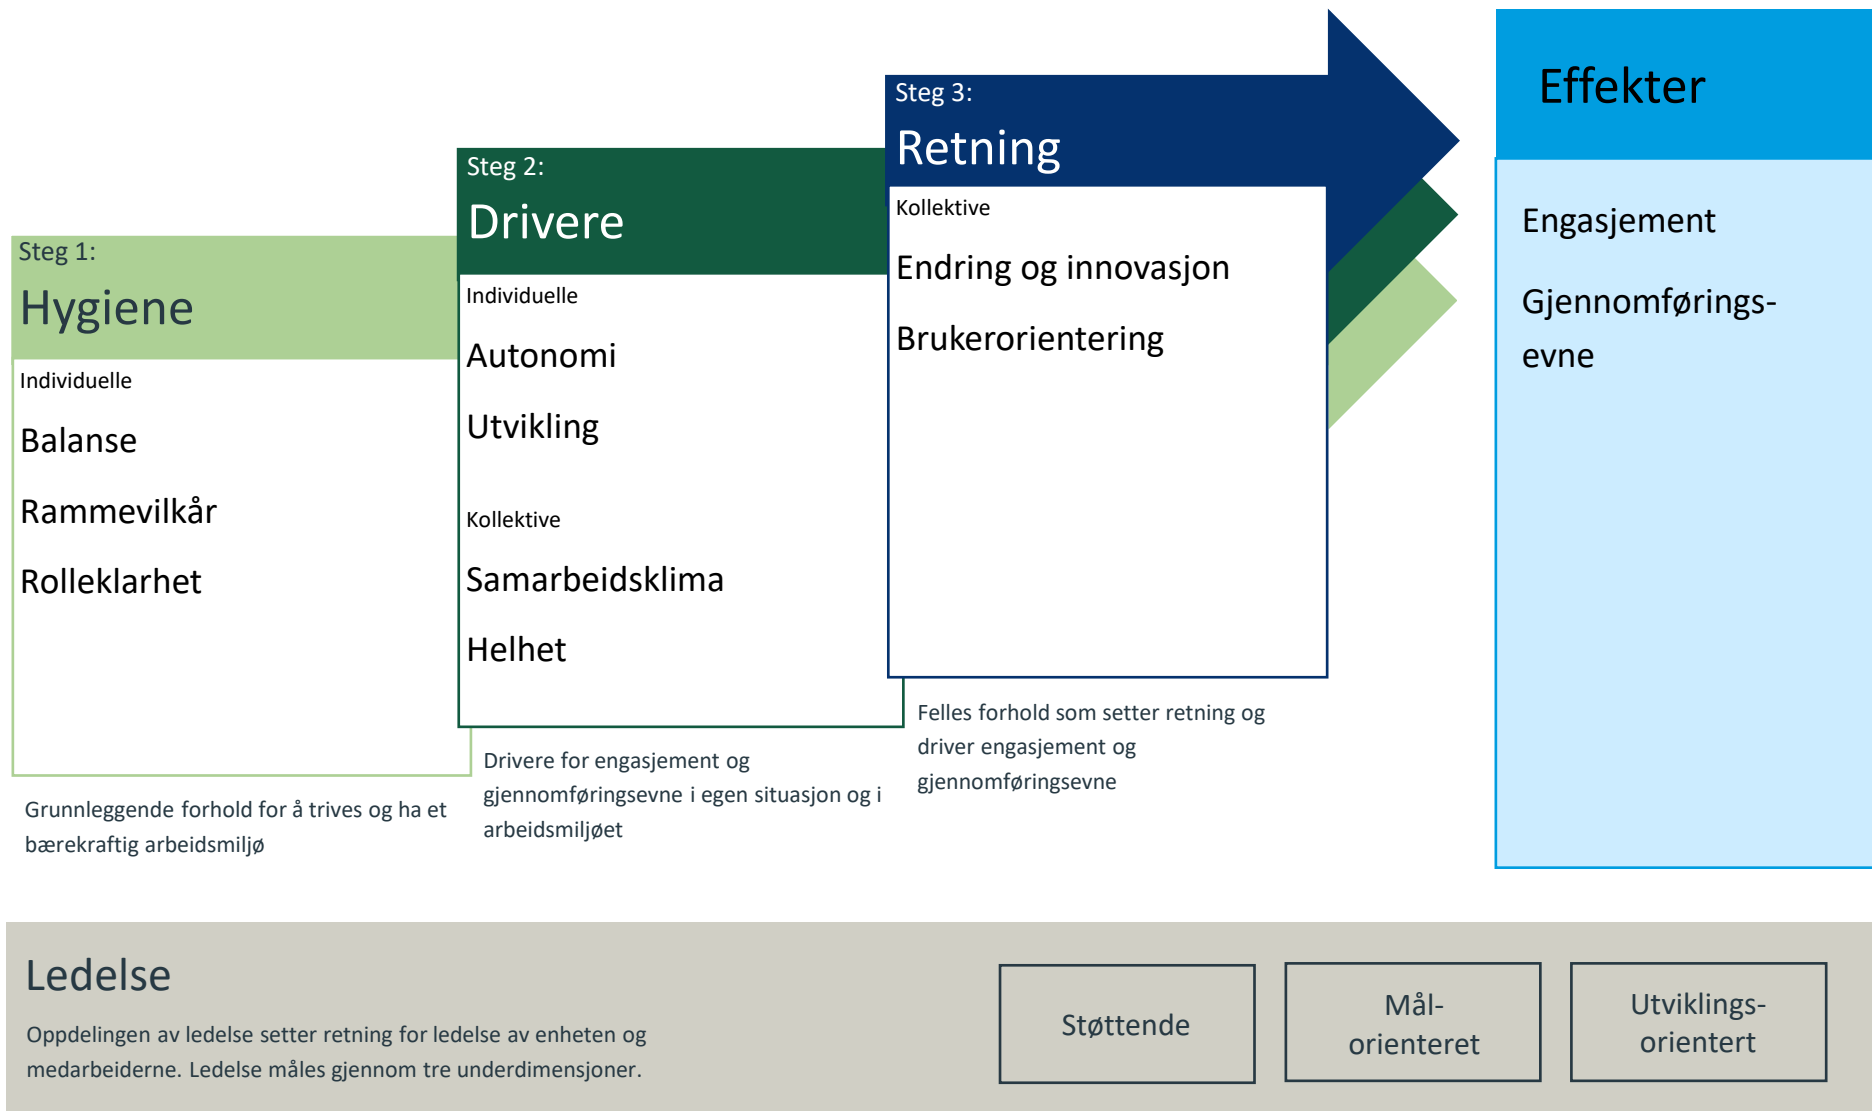 Steg 1:
Hygiene
Individuelle
Balanse
Rammevilkår
Rolleklarhet
Grunnleggende forhold for å trives og ha et
bærekraftig arbeidsmiljø
Steg 2:
Drivere
Individuelle
Autonomi
Utvikling
Kollektive
Samarbeidsklima
Helhet
Drivere for engasjement og
gjennomføringsevne i egen situasjon og i
arbeidsmiljøet
Steg 3:
Retning
Kollektive
Endring og innovasjon
Brukerorientering
Felles forhold som setter retning og
driver engasjement og
gjennomføringsevne
Effekter
Engasjement
Gjennomførings-
evne
Ledelse
Oppdelingen av ledelse setter retning for ledelse av enheten og
medarbeiderne. Ledelse måles gjennom tre underdimensjoner.
Støttende
Mål-
orienteret
Utviklings-
orientert